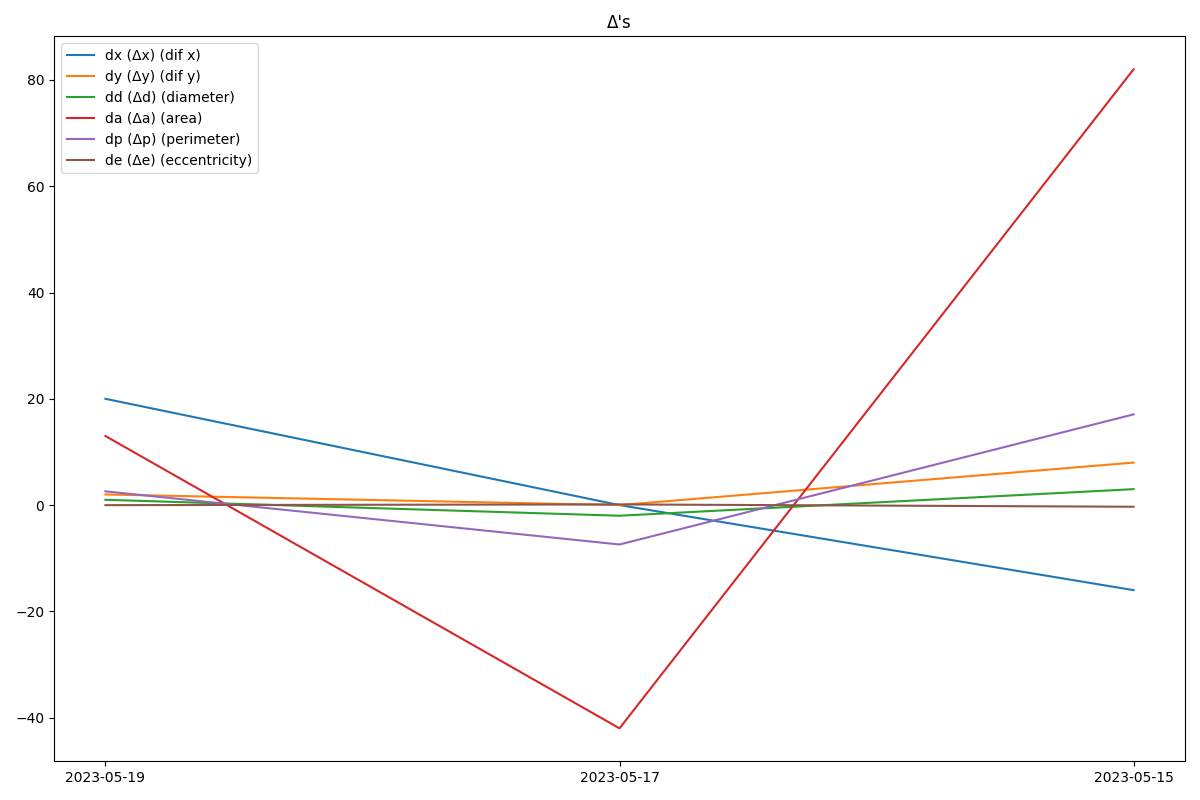 Δ's
dx (Δx) (dif x)
dy (Δy) (dif y)
dd (Δd) (diameter)
da (Δa) (area)
dp (Δp) (perimeter)
de (Δe) (eccentricity)
80
60
40
20
0
−20
−40
2023-05-19 2023-05-17 2023-05-15